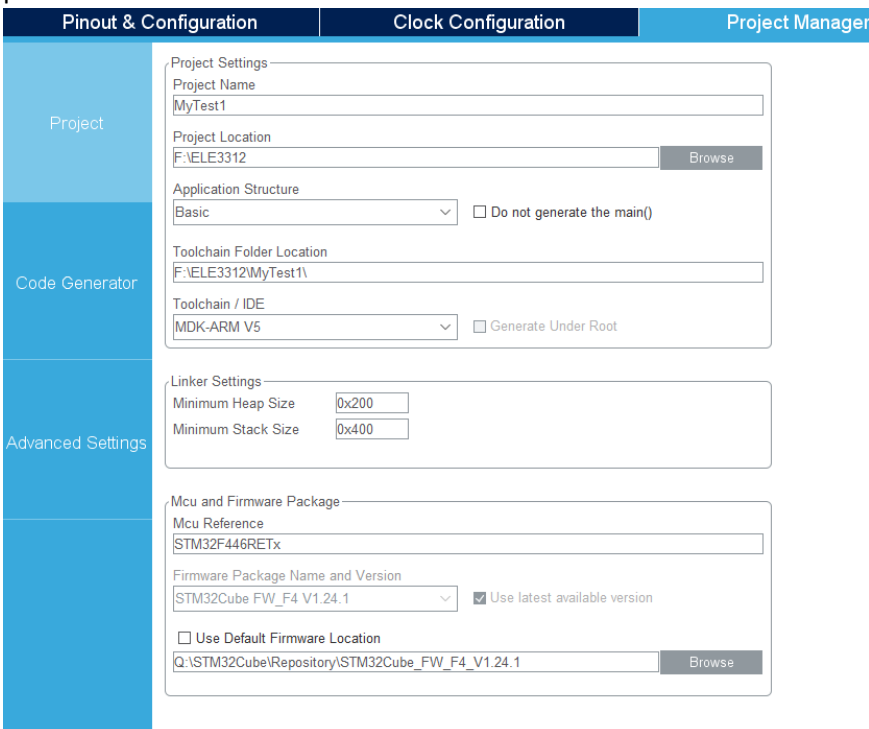 Pinout & Configuration
Clock Configuration
Project Manager
Project
Code Generator
Advanced Settings
Project Settings
Project Name
MyTest1
Project Location
F:\ELE3312
Browse
Application Structure
Basic
Do not generate the main()
Toolchain Folder Location
F:\ELE3312\MyTest1\
Toolchain / IDE
MDK-ARM V5
Generate Under Root
Linker Settings
Minimum Heap Size 0x200
Minimum Stack Size 0x400
Mcu and Firmware Package
Mcu Reference
STM32F446RETx
Firmware Package Name and Version
STM32Cube FW_F4 V1.24.1
Use latest available version
Use Default Firmware Location
Q:\STM32Cube\Repository\STM32Cube_FW_F4_V1.24.1
Browse